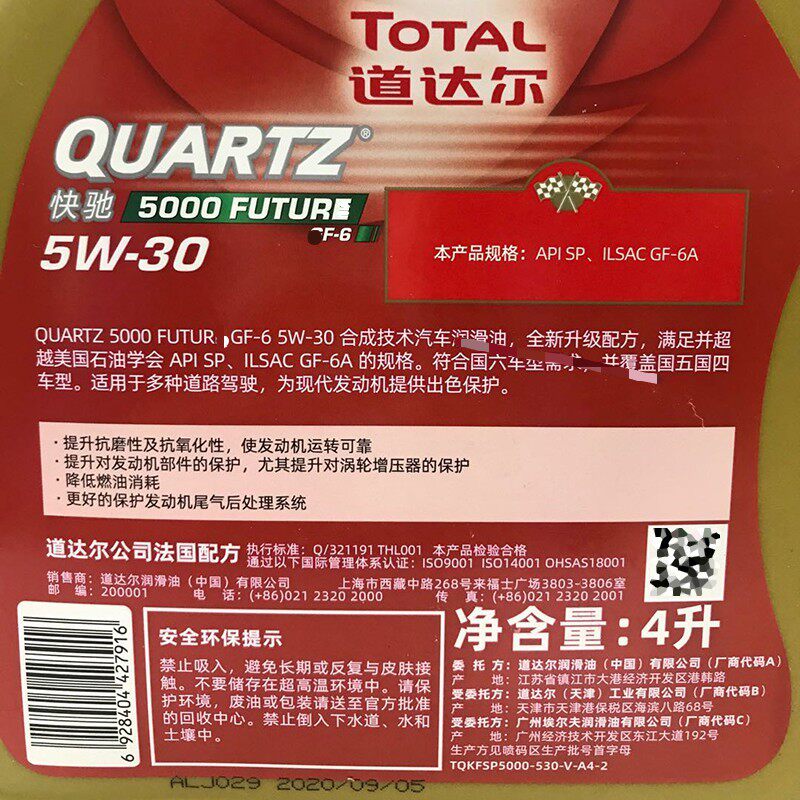 TOTAL
道达尔
QUARTZ®
快驰 5000 FUTURE
GF-6
5W-30
本产品规格：API SP、ILSAC GF-6A
QUARTZ 5000 FUTUR GF-6 5W-30 合成技术汽车润滑油，全新升级配方，满足并超
越美国石油学会 API SP、ILSAC GF-6A 的规格。符合国六车型需求，并覆盖国五国四
车型。适用于多种道路驾驶，为现代发动机提供出色保护。
·提升抗磨性及抗氧化性，使发动机运转可靠
·提升对发动机部件的保护，尤其提升对涡轮增压器的保护
·降低燃油消耗
·更好的保护发动机尾气后处理系统
道达尔公司法国配方
执行标准：Q/321191 THL001 本产品检验合格
通过以下国际管理体系认证：ISO9001 ISO14001 OHSAS18001
销售商：道达尔润滑油（中国）有限公司 上海市西藏中路268号来福士广场3803-3806室
邮 编：200001 电 话：(+86)021 2320 2000 传 真：(+86)021 2320 2001
6 928404 427916
安全环保提示
禁止吸入，避免长期或反复与皮肤接
触。不要储存在超高温环境中。请保
护环境，废油或包装请送至官方批准
的回收中心。禁止倒入下水道、水和
土壤中。
净含量：4升
委 托 方：道达尔润滑油（中国）有限公司（厂商代码A）
产 地：江苏省镇江市大港经济开发区港韩路
受委托方：道达尔（天津）工业有限公司（厂商代码B）
产 地：天津市天津港保税区海滨八路68号
受委托方：广州埃尔夫润滑油有限公司（厂商代码C）
产 地：广州经济技术开发区东江大道192号
生产方见喷码区生产批号首字母
TQKFSP5000-530-V-A4-2
ALJ029 2020/09/05